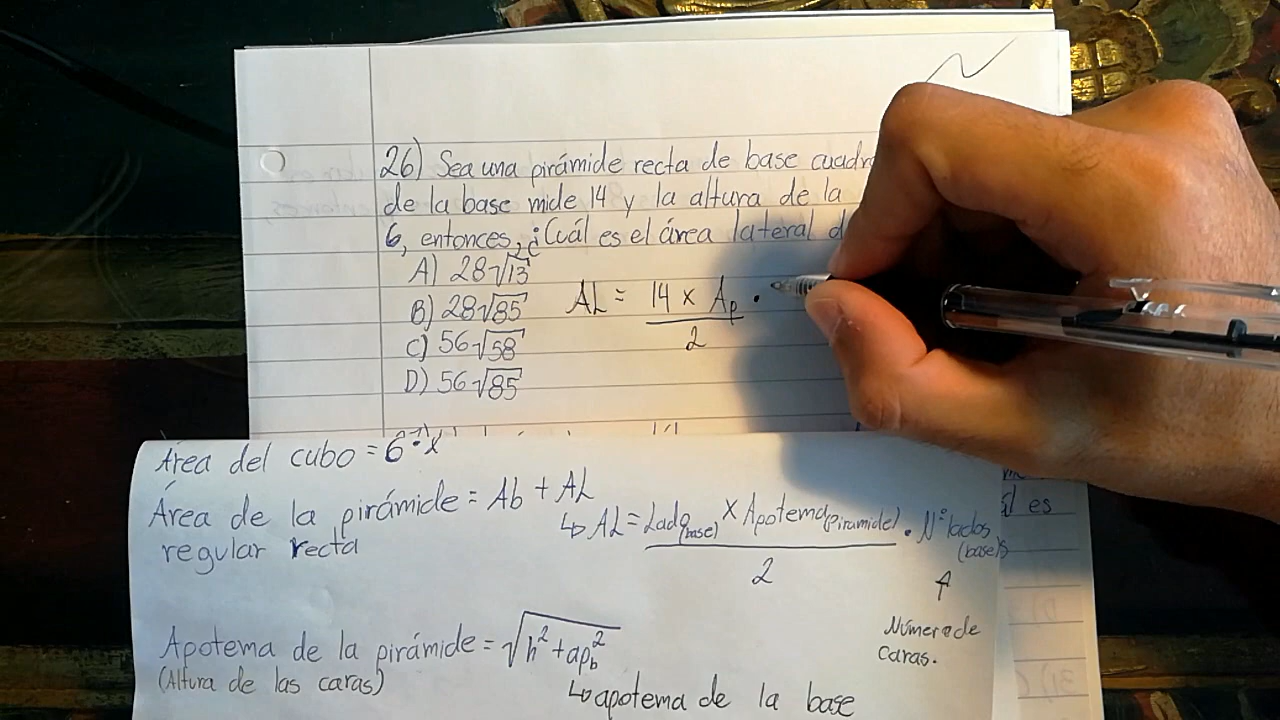 26) Sea una pirámide recta de base cuadr
de la base mide 14 y la altura de la
6, entonces, ¿Cuál es el área lateral d
A) 28√13
B) 28√85
C) 56√58
D) 56√85
AL = 14 x Ap / 2 ·
Área del cubo = 6·x
Área de la pirámide = Ab + AL
regular recta
↳ AL = Lado(base) x Apotema(piramide) / 2 . N° lados (base)
Número de
caras.
Apotema de la pirámide = √h² + apb²
(Altura de las caras)
↳ apotema de la base
al es